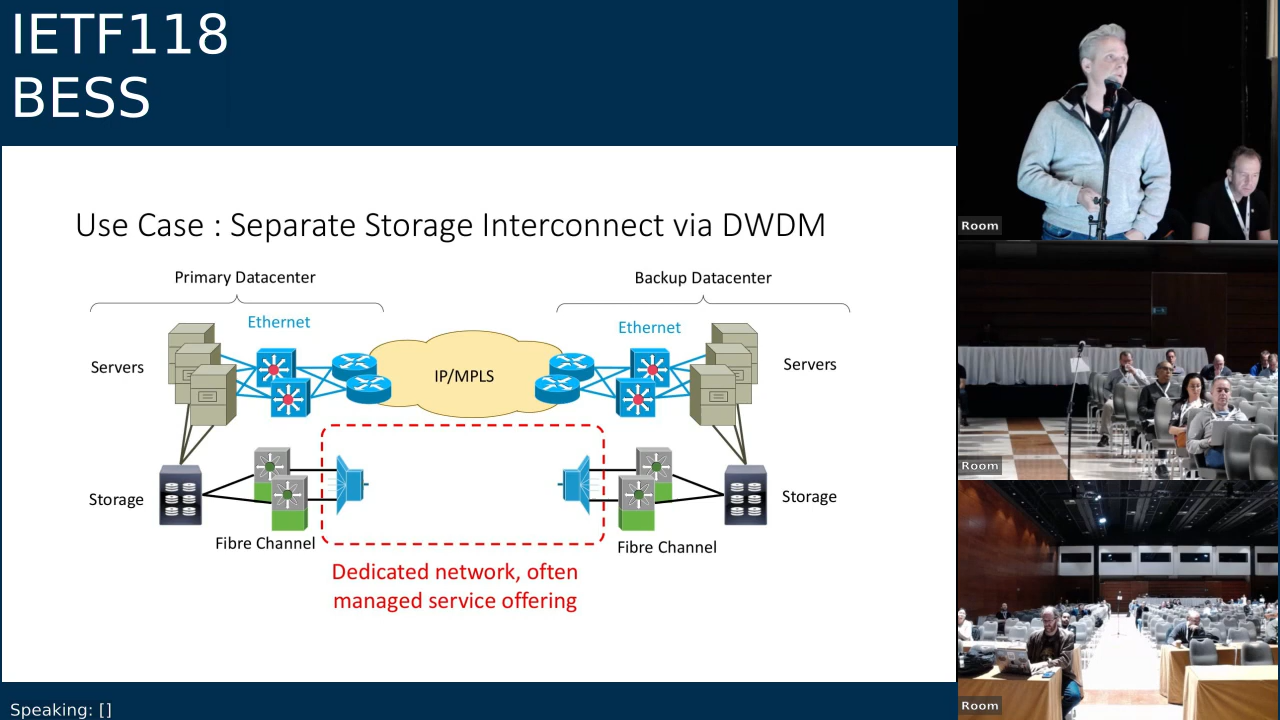 IETF118
BESS
Use Case : Separate Storage Interconnect via DWDM
Primary Datacenter
Backup Datacenter
Ethernet
Ethernet
Servers
IP/MPLS
Servers
Storage
Storage
Fibre Channel
Fibre Channel
Dedicated network, often
managed service offering
Speaking: []
Room
Room
Room